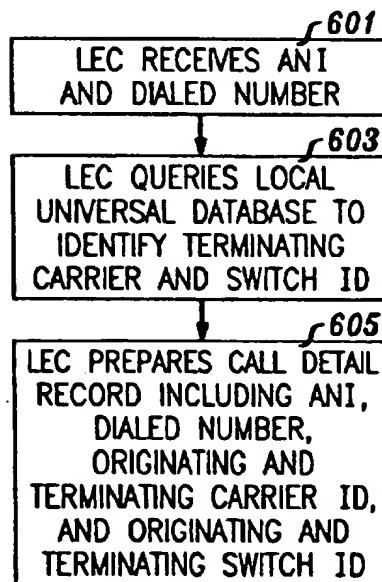 601
LEC RECEIVES ANI
AND DIALED NUMBER
603
LEC QUERIES LOCAL
UNIVERSAL DATABASE TO
IDENTIFY TERMINATING
CARRIER AND SWITCH ID
605
LEC PREPARES CALL DETAIL
RECORD INCLUDING ANI,
DIALED NUMBER,
ORIGINATING AND
TERMINATING CARRIER ID,
AND ORIGINATING AND
TERMINATING SWITCH ID